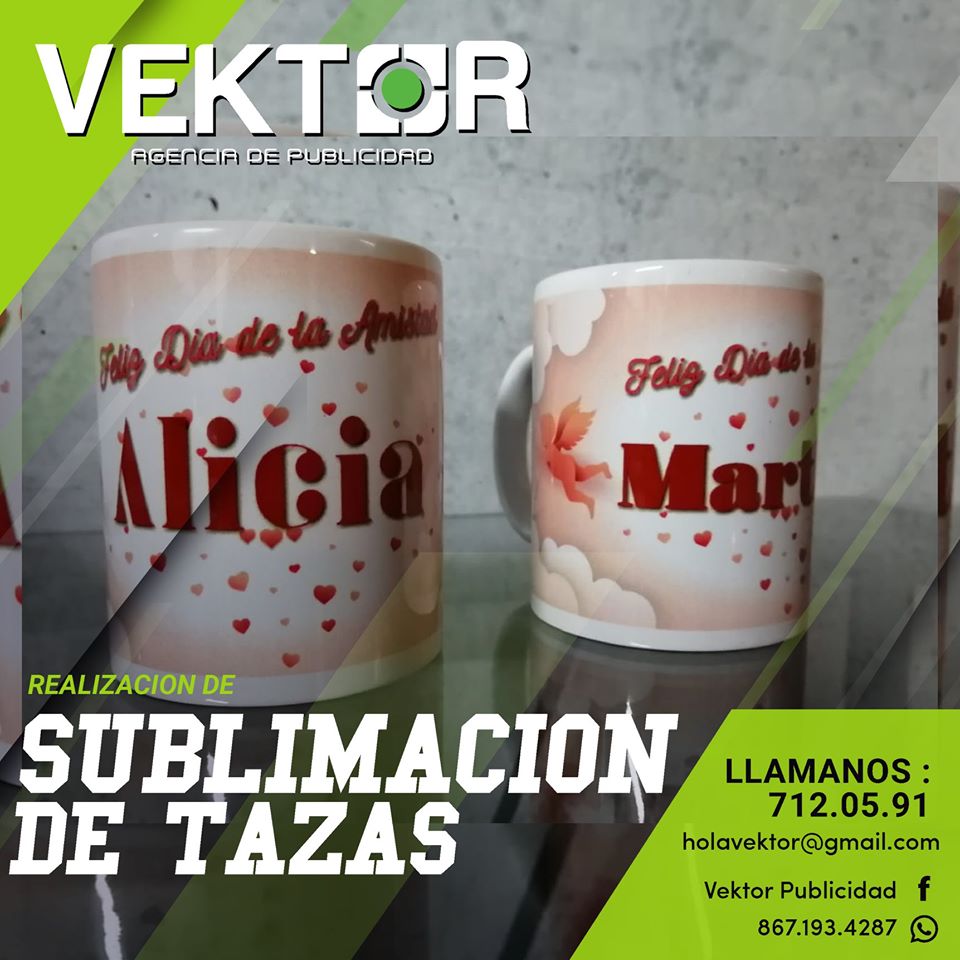 VEKTOR
AGENCIA DE PUBLICIDAD
Feliz Dia de la Amistad
Alicia
Feliz Dia de la
Mart
REALIZACION DE
SUBLIMACION
DE TAZAS
LLAMANOS :
712.05.91
holavektor@gmail.com
Vektor Publicidad
867.193.4287